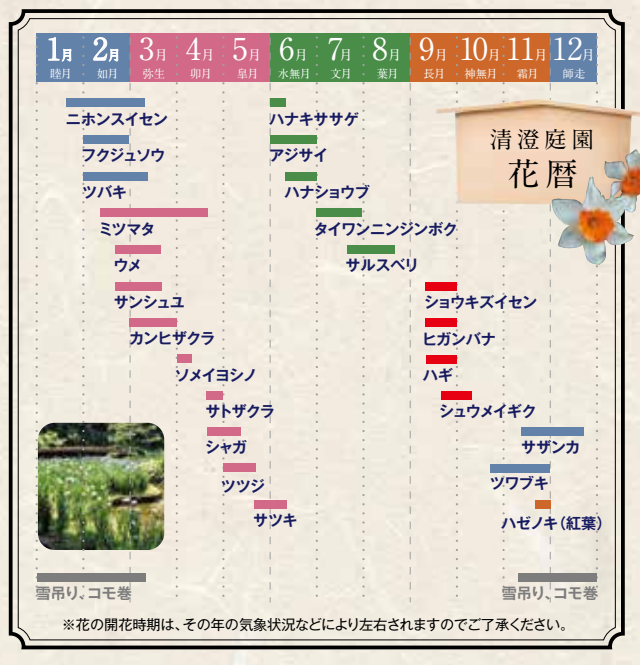 1月 2月 3月 4月 5月 6月 7月 8月 9月 10月 11月 12月
睦月 如月 弥生 卯月 皐月 水無月 文月 葉月 長月 神無月 霜月 師走
清澄庭園
花暦
ニホンスイセン
フクジュソウ
ツバキ
ミツマタ
ウメ
サンシュユ
カンヒザクラ
ソメイヨシノ
サトザクラ
シャガ
ツツジ
サツキ
ハナキササゲ
アジサイ
ハナショウブ
タイワンニンジンボク
サルスベリ
ショウキズイセン
ヒガンバナ
ハギ
シュウメイギク
サザンカ
ツワブキ
ハゼノキ（紅葉）
雪吊り、コモ巻
雪吊り、コモ巻
※花の開花時期は、その年の気象状況などにより左右されますのでご了承ください。